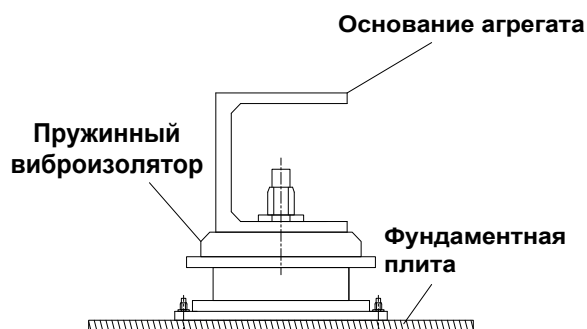 Основание агрегата
Пружинный
виброизолятор
Фундаментная
плита